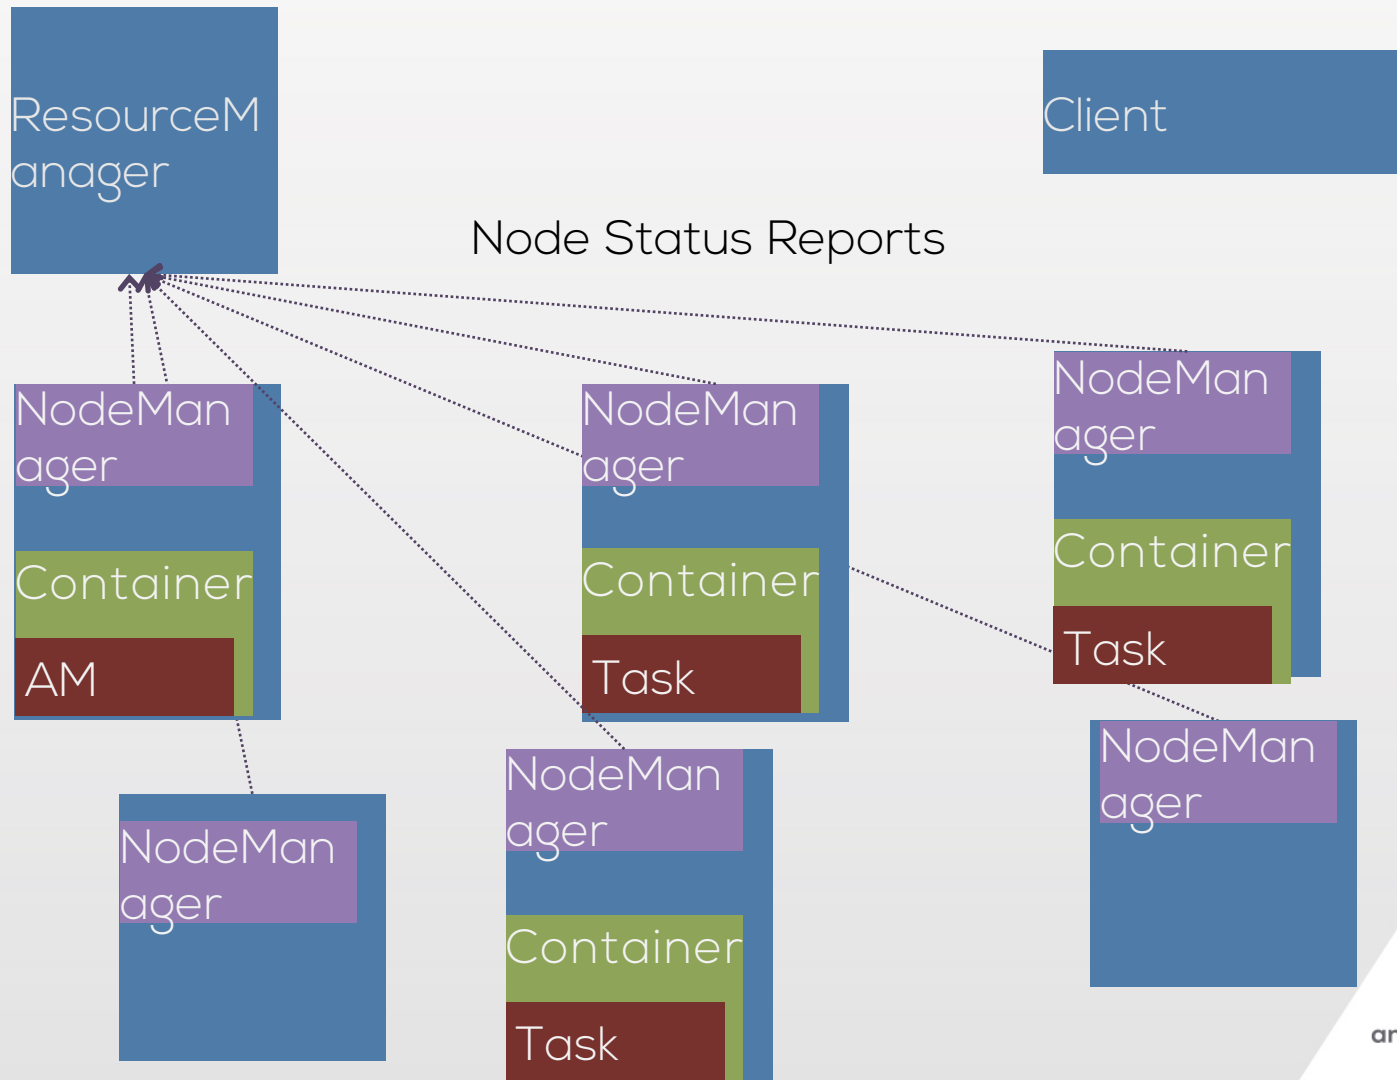 ResourceM
anager
Client
Node Status Reports
NodeMan
ager
Container
AM
NodeMan
ager
Container
Task
NodeMan
ager
Container
Task
NodeMan
ager
NodeMan
ager
Container
Task
NodeMan
ager